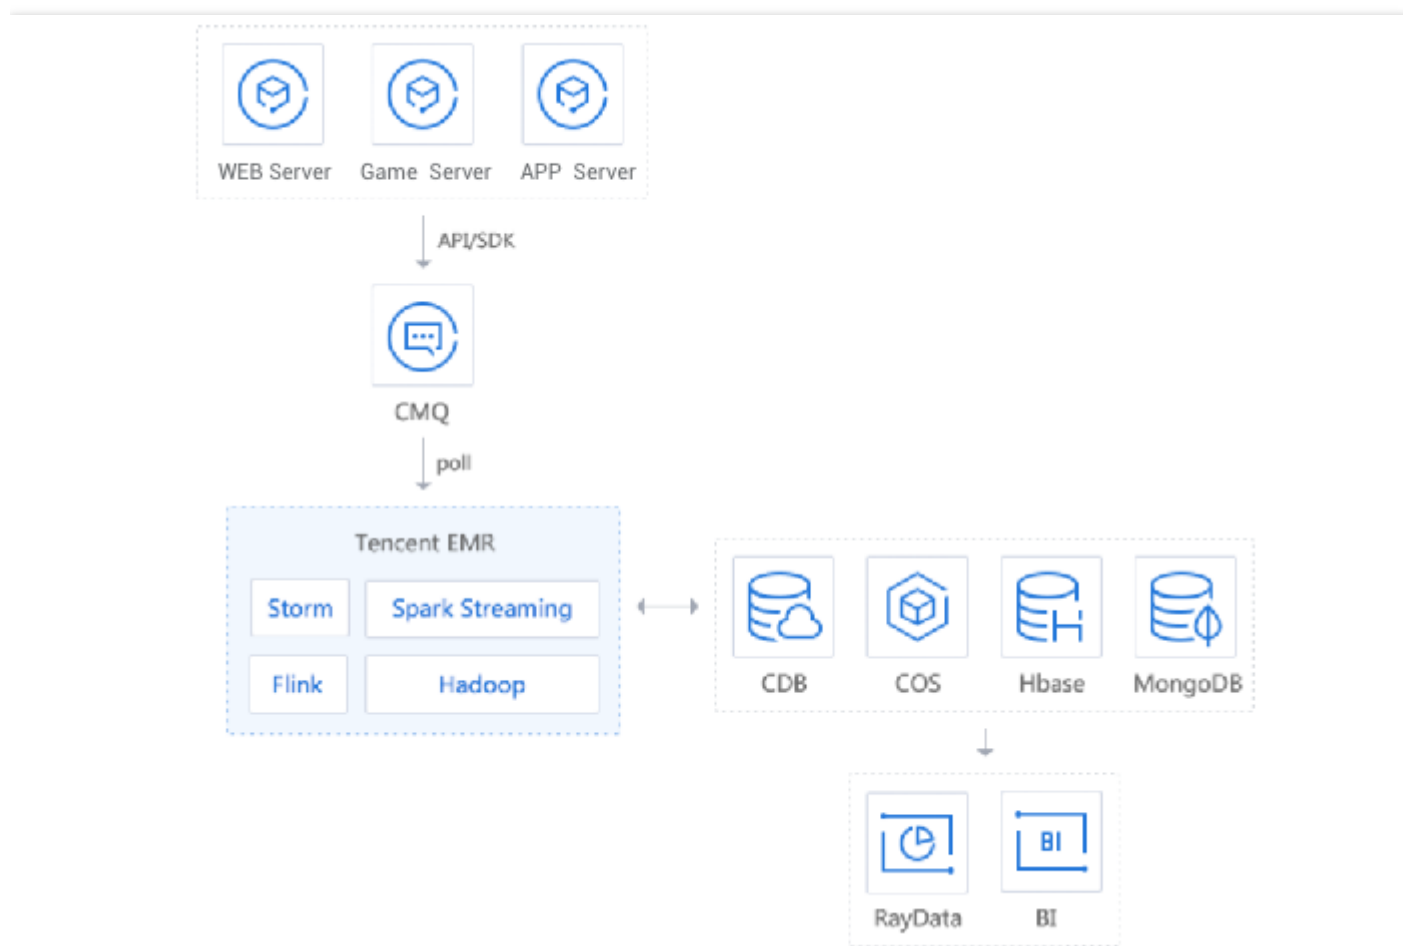 WEB Server
Game Server
APP Server
API/SDK
CMQ
poll
Tencent EMR
Storm
Spark Streaming
Flink
Hadoop
CDB
COS
Hbase
MongoDB
BI
RayData
BI